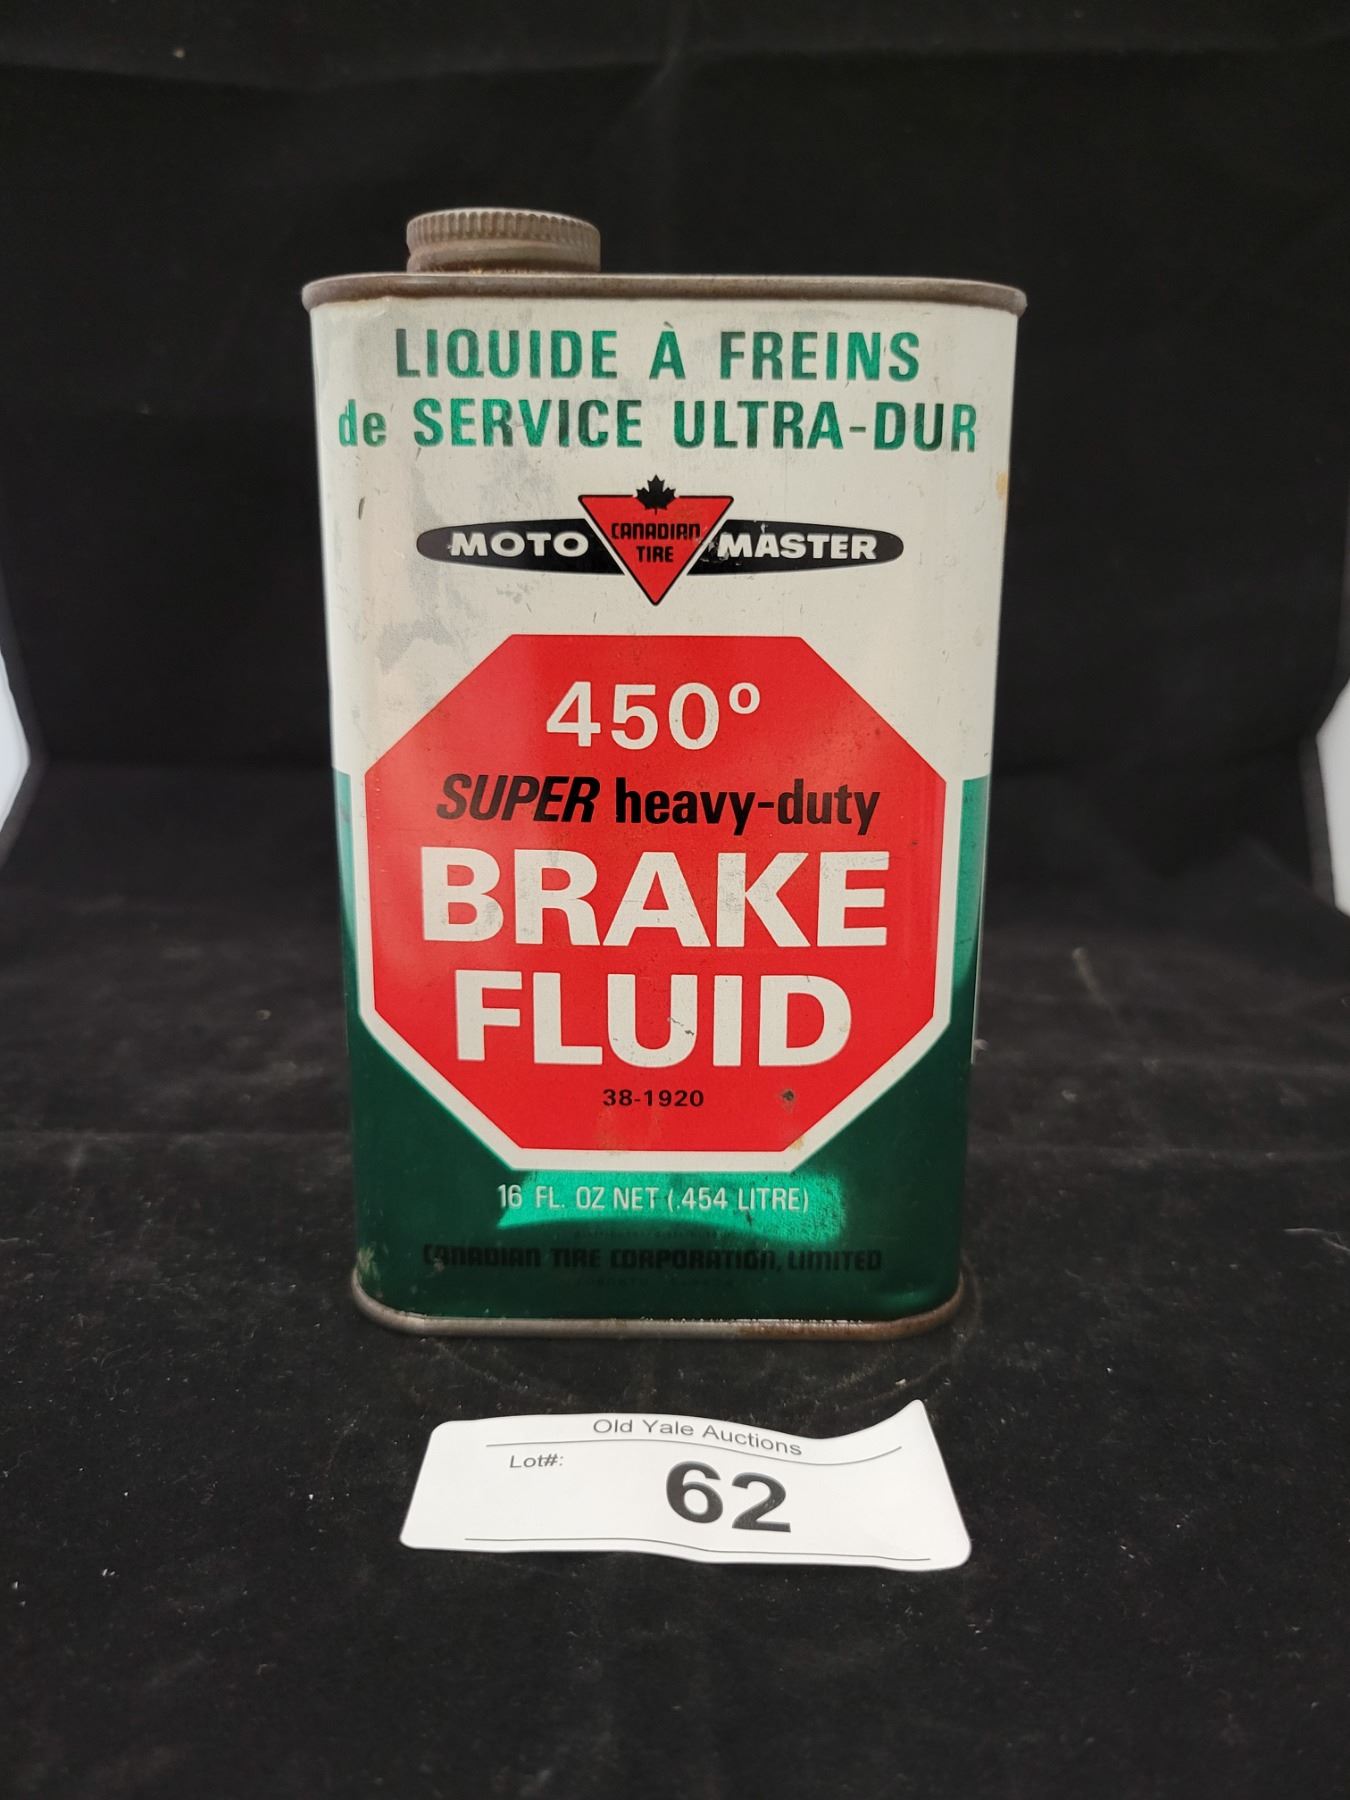 LIQUIDE À FREINS
de SERVICE ULTRA-DUR
MOTO CANADIAN TIRE MASTER
450º
SUPER heavy-duty
BRAKE
FLUID
38-1920
16 FL. OZ NET (.454 LITRE)
CANADIAN TIRE CORPORATION, LIMITED
Old Yale Auctions
Lot#: 62